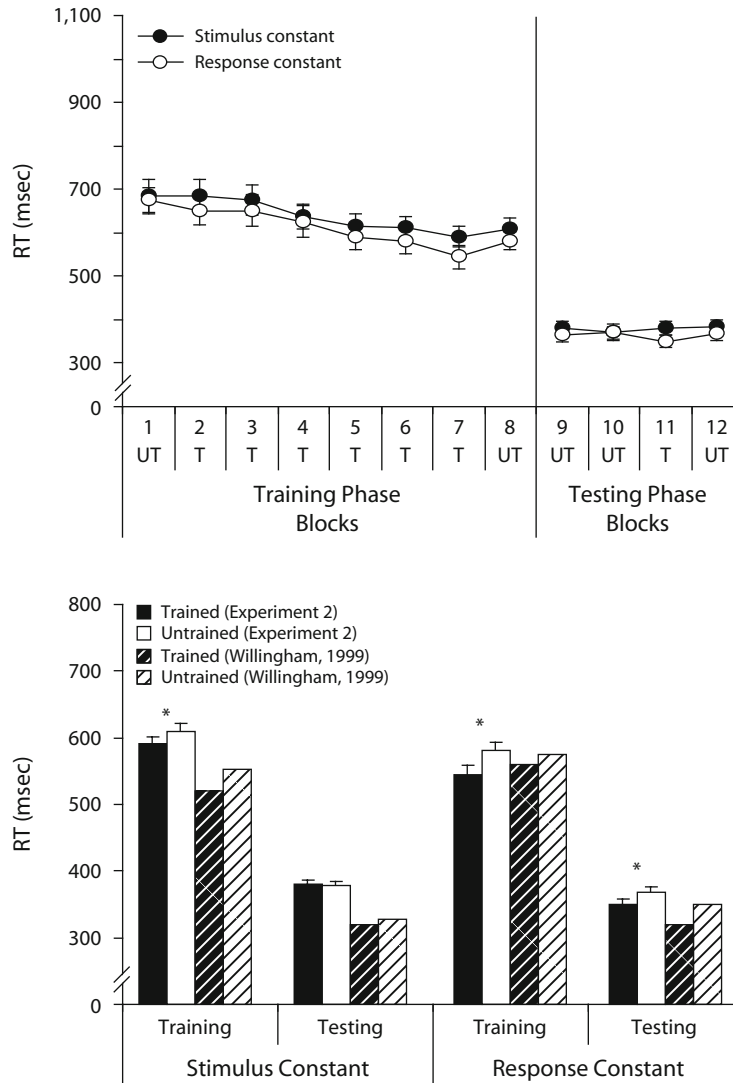 1,100
900
700
500
300
0
RT (msec)
Stimulus constant
Response constant
1 2 3 4 5 6 7 8 9 10 11 12
UT T T T T T T UT UT UT T UT
Training Phase Testing Phase
Blocks Blocks
800
700
600
500
400
300
0
RT (msec)
Trained (Experiment 2)
Untrained (Experiment 2)
Trained (Willingham, 1999)
Untrained (Willingham, 1999)
* * *
Training Testing Training Testing
Stimulus Constant Response Constant